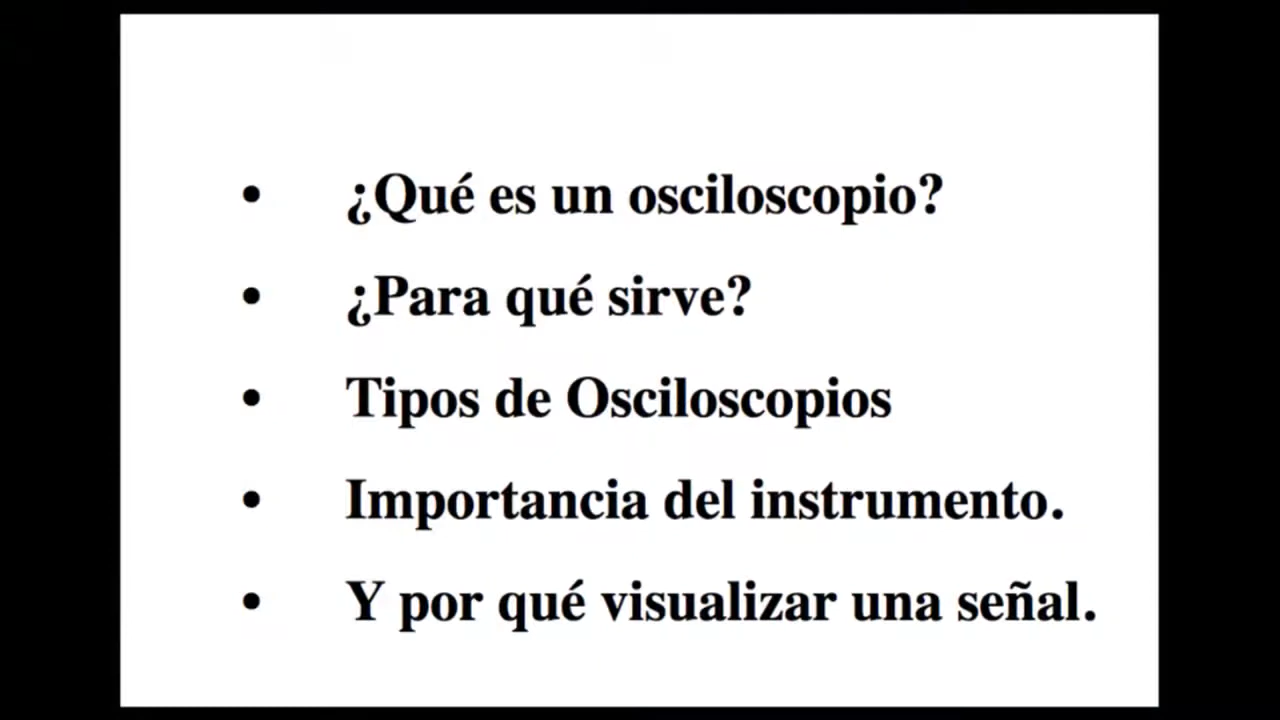 • ¿Qué es un osciloscopio?
• ¿Para qué sirve?
• Tipos de Osciloscopios
• Importancia del instrumento.
• Y por qué visualizar una señal.